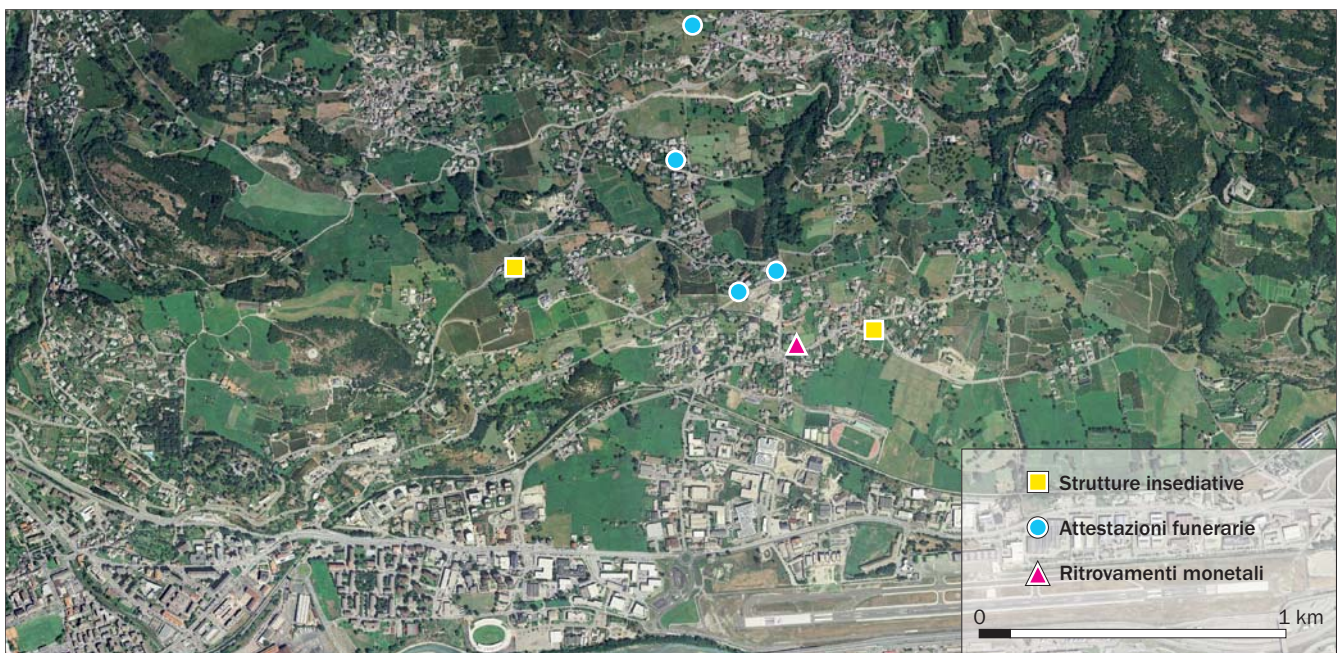 Strutture insediative
Attestazioni funerarie
Ritrovamenti monetali
0 1 km